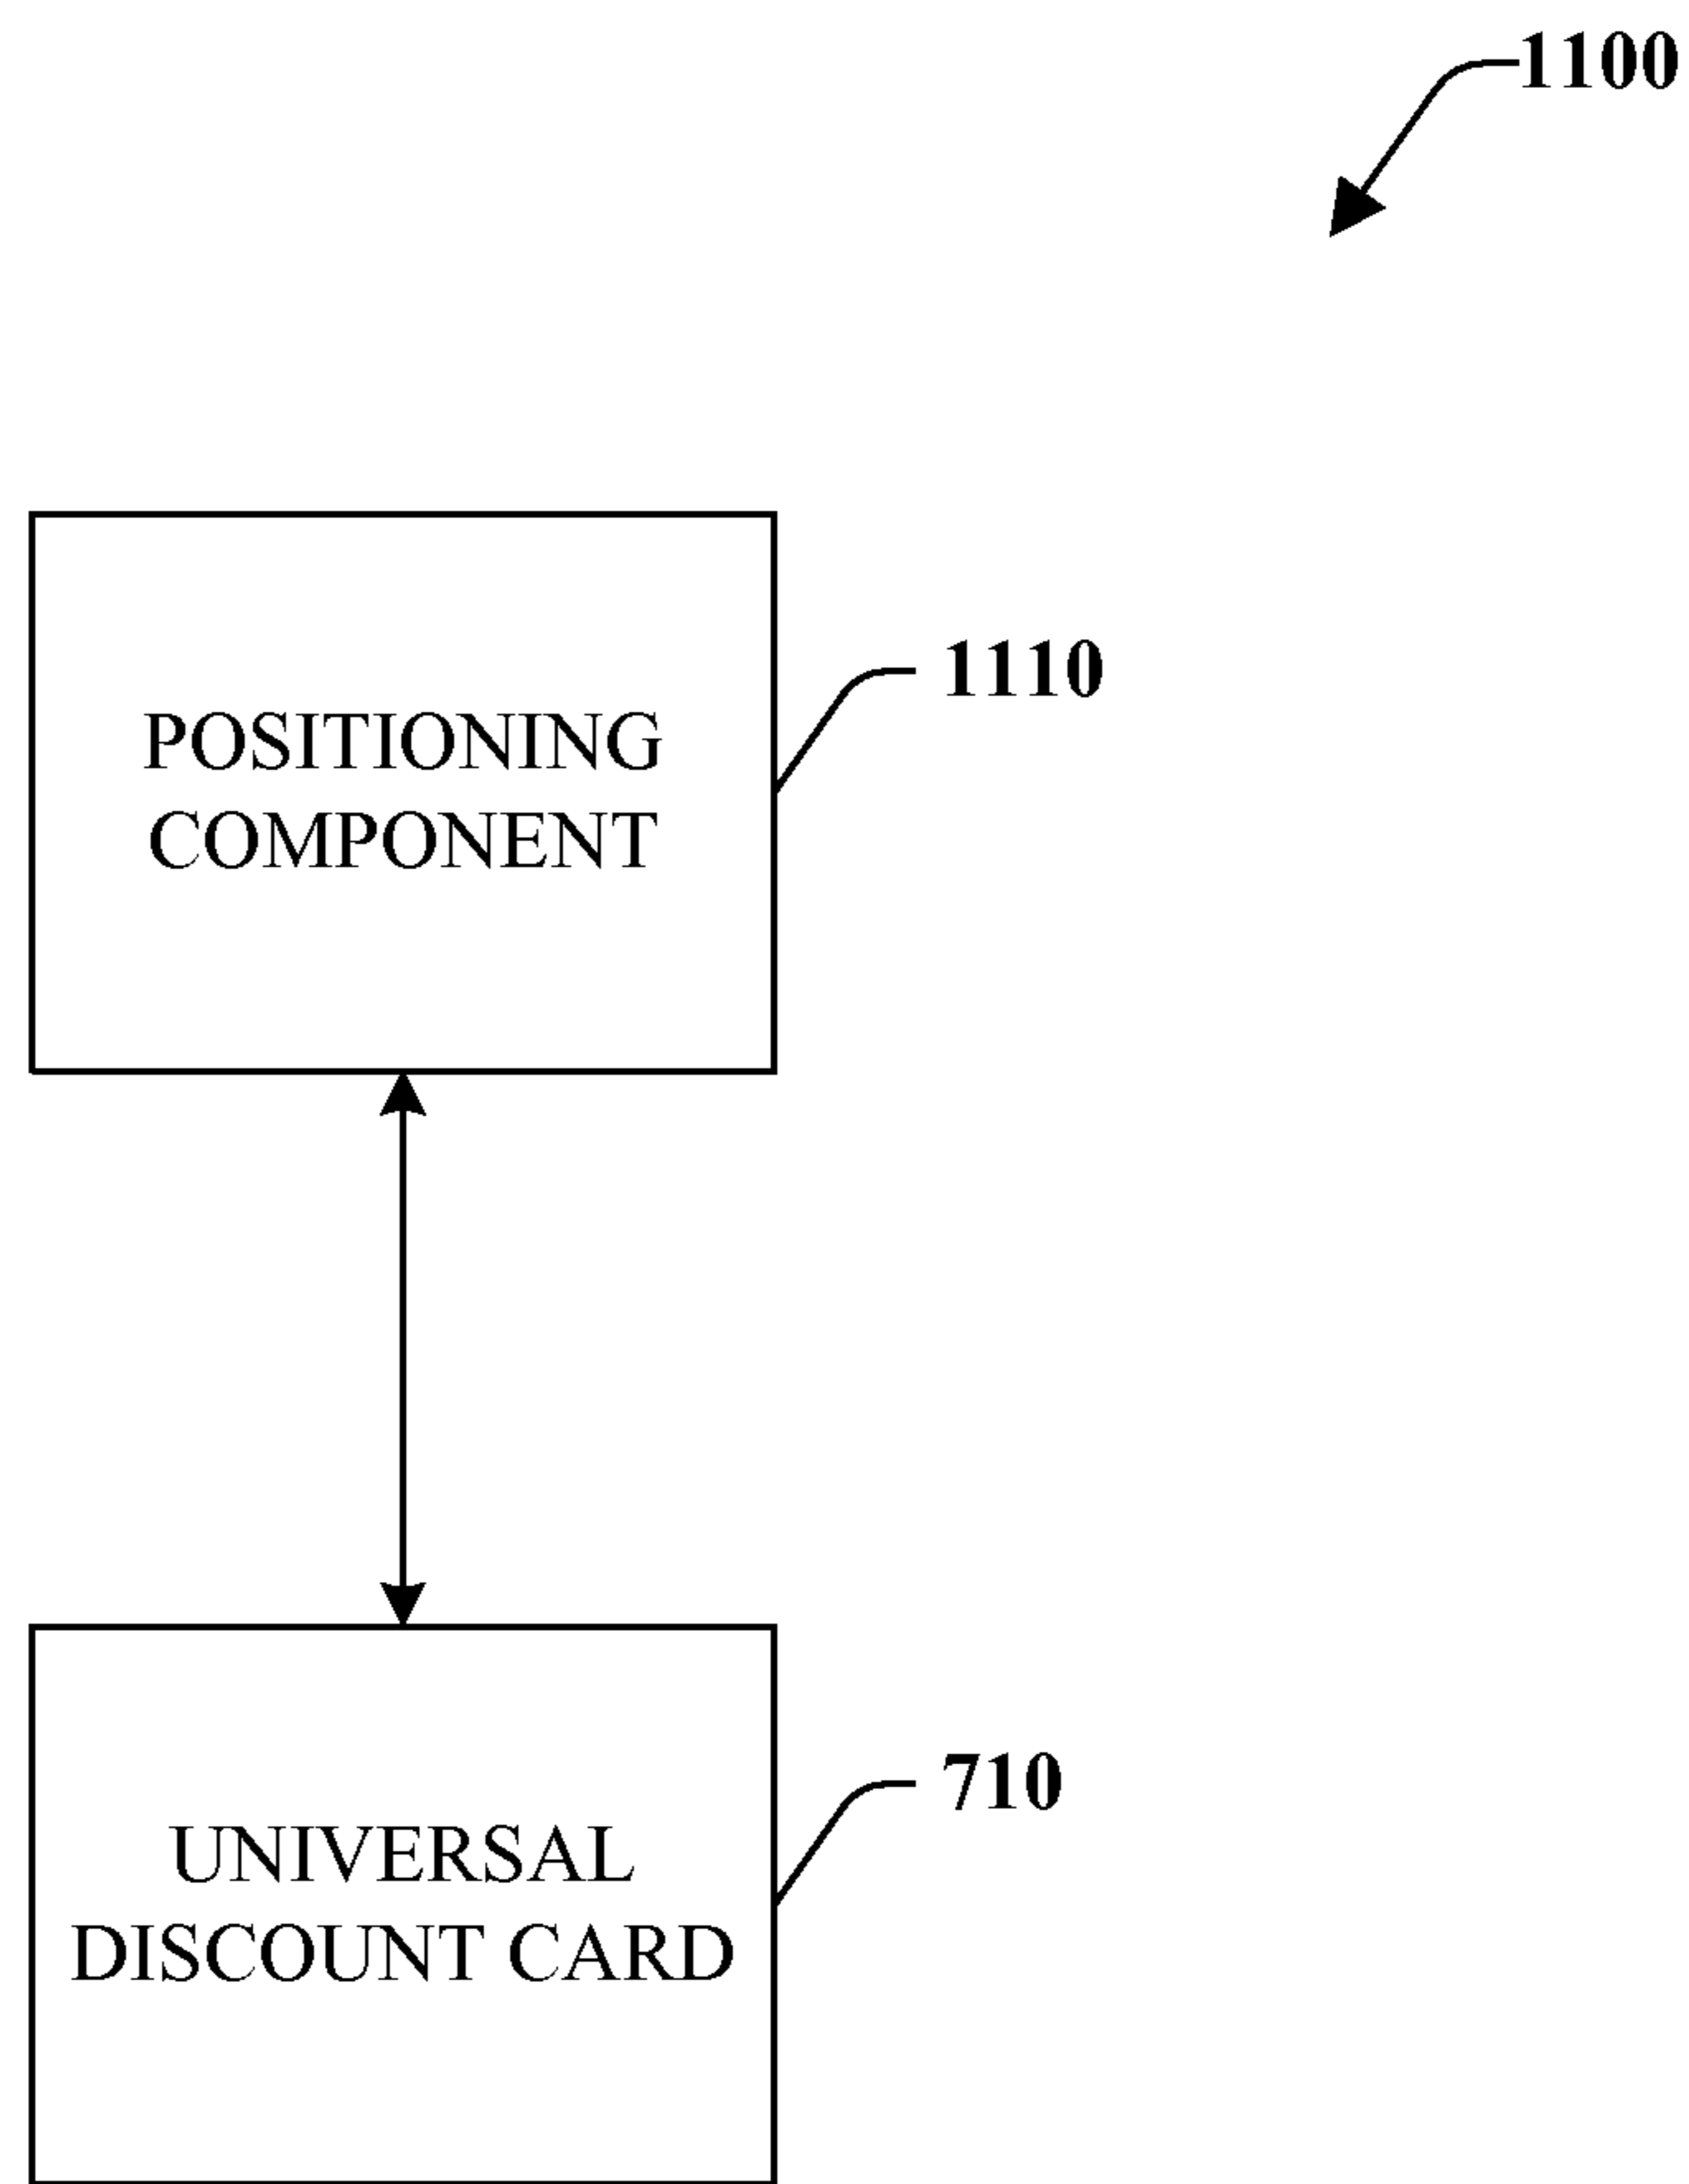 1100
1110
POSITIONING
COMPONENT
710
UNIVERSAL
DISCOUNT CARD